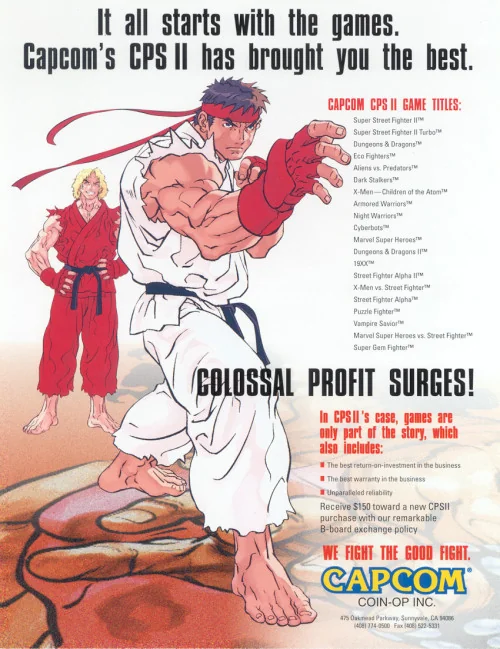 It all starts with the games.
Capcom's CPS II has brought you the best.
CAPCOM CPS II GAME TITLES:
Super Street Fighter II™
Super Street Fighter II Turbo™
Dungeons & Dragons™
Eco Fighters™
Aliens vs. Predators™
Dark Stalkers™
X-Men—Children of the Atom™
Armored Warriors™
Night Warriors™
Cyberbots™
Marvel Super Heroes™
Dungeons & Dragons II™
19XX™
Street Fighter Alpha II™
X-Men vs. Street Fighter™
Street Fighter Alpha™
Puzzle Fighter™
Vampire Savior™
Marvel Super Heroes vs. Street Fighter™
Super Gem Fighter™
COLOSSAL PROFIT SURGES!
In CPSII's case, games are
only part of the story, which
also includes:
The best return-on-investment in the business
The best warranty in the business
Unparalleled reliability
Receive $150 toward a new CPSII
purchase with our remarkable
B-board exchange policy
WE FIGHT THE GOOD FIGHT.
CAPCOM®
COIN-OP INC.
475 Oakmead Parkway, Sunnyvale, CA 94086
(408) 774-0500 Fax (408) 522-5331